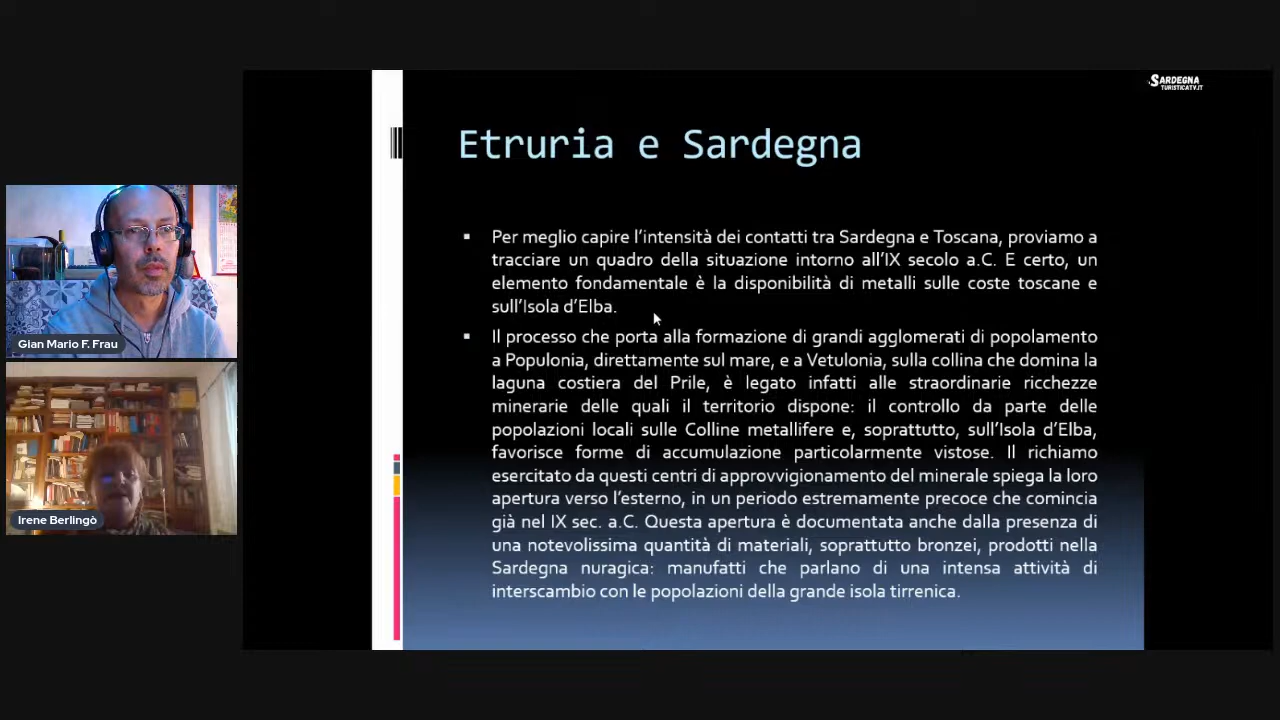 SARDEGNA
TURISTICATV.IT
Etruria e Sardegna
Per meglio capire l'intensità dei contatti tra Sardegna e Toscana, proviamo a
tracciare un quadro della situazione intorno all'IX secolo a.C. E certo, un
elemento fondamentale è la disponibilità di metalli sulle coste toscane e
sull'Isola d'Elba.
Il processo che porta alla formazione di grandi agglomerati di popolamento
a Populonia, direttamente sul mare, e a Vetulonia, sulla collina che domina la
laguna costiera del Prile, è legato infatti alle straordinarie ricchezze
minerarie delle quali il territorio dispone: il controllo da parte delle
popolazioni locali sulle Colline metallifere e, soprattutto, sull'Isola d'Elba,
favorisce forme di accumulazione particolarmente vistose. Il richiamo
esercitato da questi centri di approvvigionamento del minerale spiega la loro
apertura verso l'esterno, in un periodo estremamente precoce che comincia
già nel IX sec. a.C. Questa apertura è documentata anche dalla presenza di
una notevolissima quantità di materiali, soprattutto bronzei, prodotti nella
Sardegna nuragica: manufatti che parlano di una intensa attività di
interscambio con le popolazioni della grande isola tirrenica.
Gian Mario F. Frau
Irene Berlingò